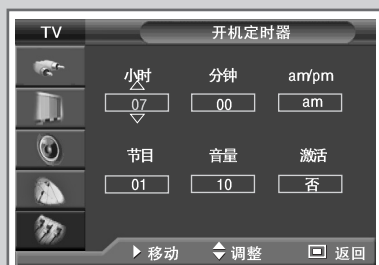 TV 开机定时器
小时 分钟 am/pm
07 00 am
节目 音量 激活
01 10 否
移动 调整 返回